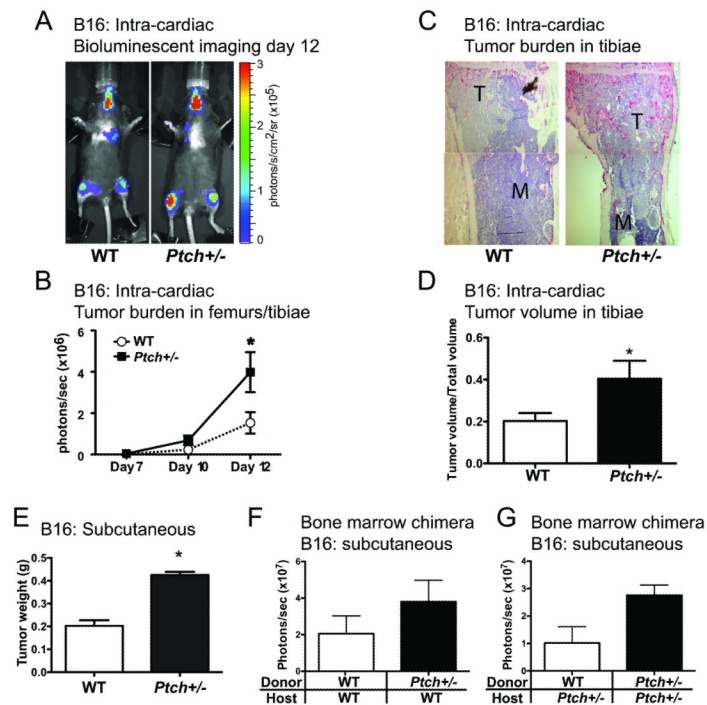 A
B16: Intra-cardiac
Bioluminescent imaging day 12
3
2
1
0
photons/s/cm2/sr (x10⁵)
WT
Ptch+/-
B
B16: Intra-cardiac
Tumor burden in femurs/tibiae
WT
Ptch+/-
*
6
4
2
0
photons/sec (x10⁶)
Day 7
Day 10
Day 12
C
B16: Intra-cardiac
Tumor burden in tibiae
T
M
T
M
WT
Ptch+/-
D
B16: Intra-cardiac
Tumor volume in tibiae
*
0.6
0.4
0.2
0.0
Tumor volume/Total volume
WT
Ptch+/-
E
B16: Subcutaneous
*
0.5
0.4
0.3
0.2
0.1
0.0
Tumor weight (g)
WT
Ptch+/-
F
Bone marrow chimera
B16: subcutaneous
6
4
2
Photons/sec (x10⁷)
Donor WT Ptch+/-
Host WT WT
G
Bone marrow chimera
B16: subcutaneous
4
3
2
1
0
Photons/sec (x10⁷)
Donor WT Ptch+/-
Host Ptch+/- Ptch+/-